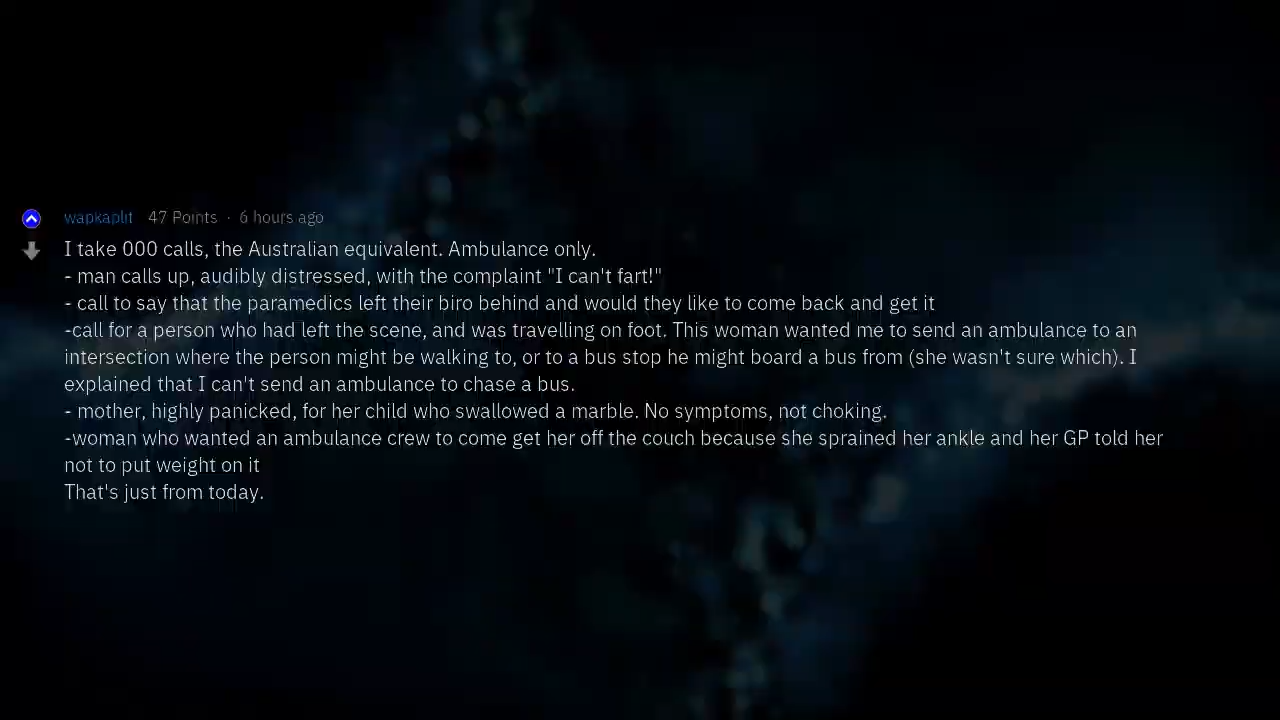 wapkaplit 47 Points · 6 hours ago
I take 000 calls, the Australian equivalent. Ambulance only.
- man calls up, audibly distressed, with the complaint "I can't fart!"
- call to say that the paramedics left their biro behind and would they like to come back and get it
-call for a person who had left the scene, and was travelling on foot. This woman wanted me to send an ambulance to an
intersection where the person might be walking to, or to a bus stop he might board a bus from (she wasn't sure which). I
explained that I can't send an ambulance to chase a bus.
- mother, highly panicked, for her child who swallowed a marble. No symptoms, not choking.
-woman who wanted an ambulance crew to come get her off the couch because she sprained her ankle and her GP told her
not to put weight on it
That's just from today.